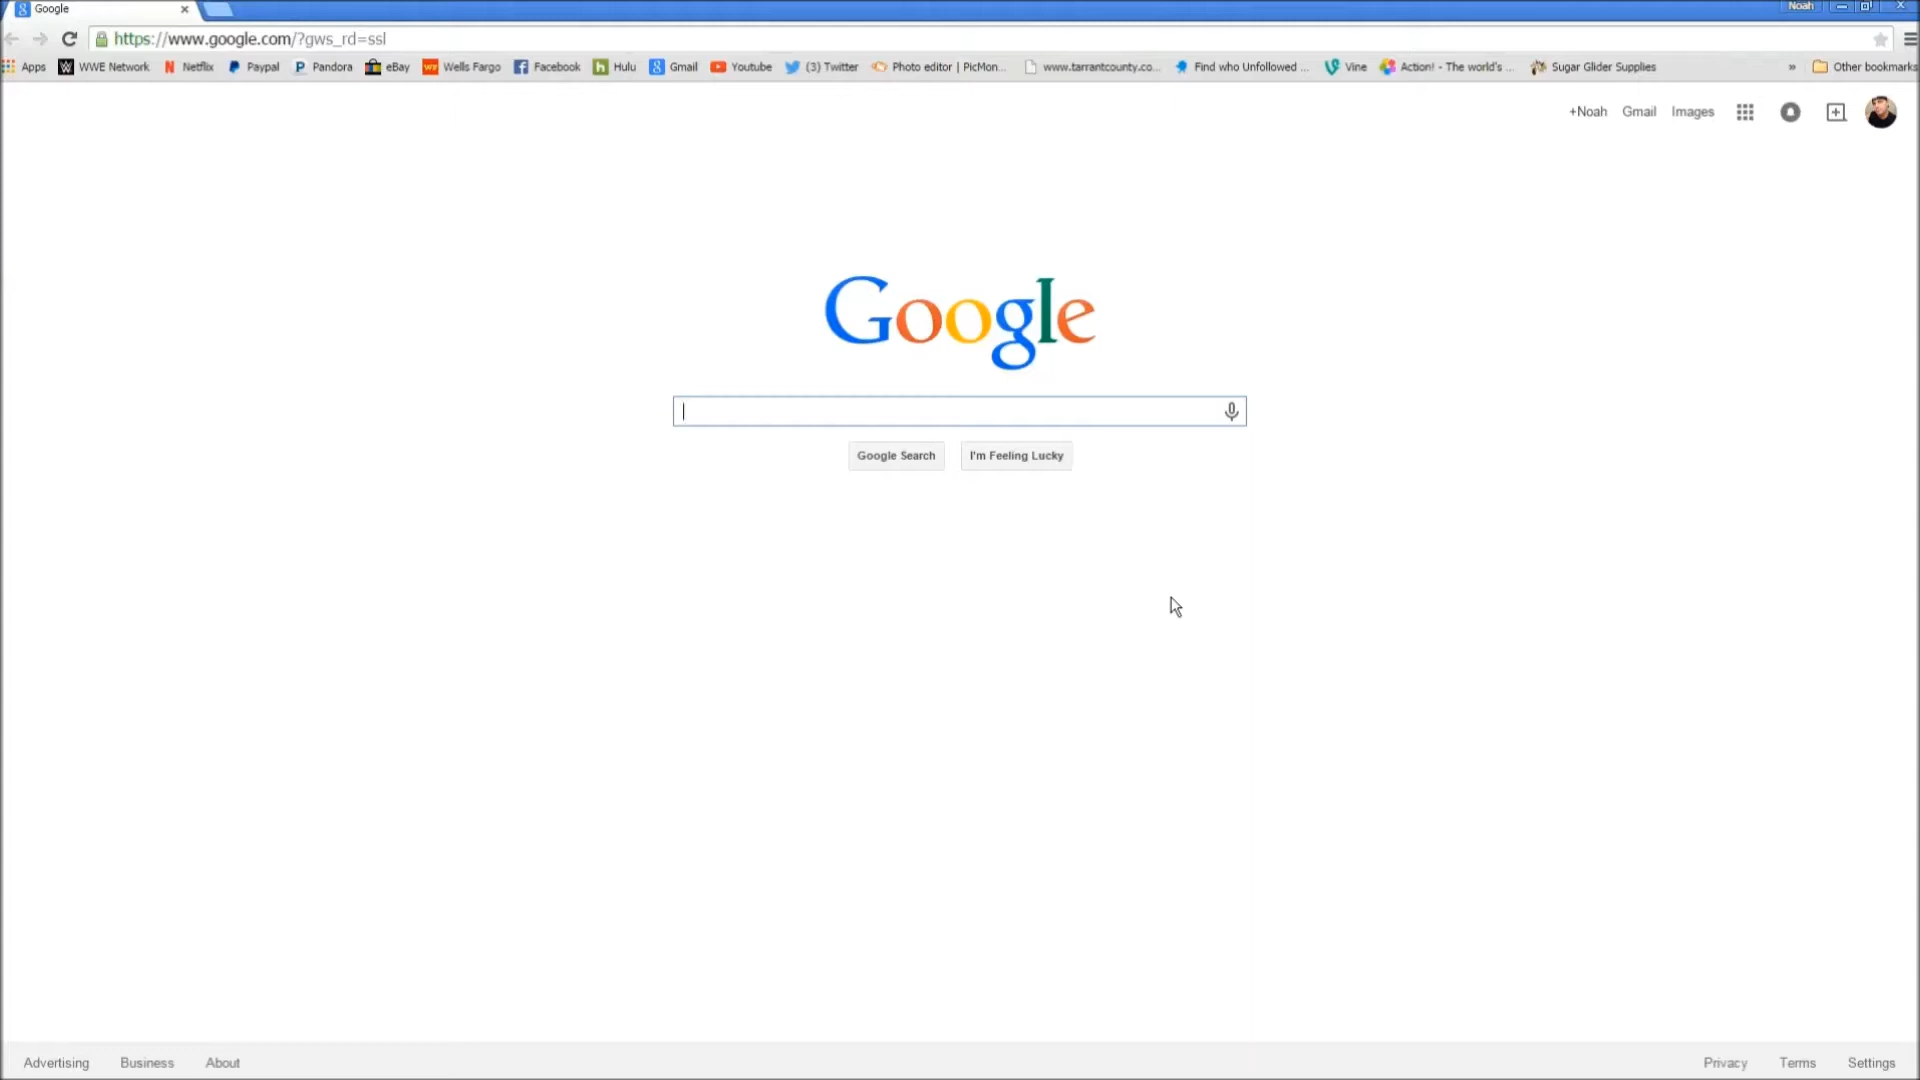 Google
Noah
https://www.google.com/?gws_rd=ssl
Apps WWE Network Netflix Paypal Pandora eBay Wells Fargo Facebook Hulu Gmail Youtube (3) Twitter Photo editor | PicMon... www.tarrantcounty.co... Find who Unfollowed ... Vine Action! - The world's ... Sugar Glider Supplies » Other bookmarks
+Noah Gmail Images
Google
Google Search I'm Feeling Lucky
Advertising Business About Privacy Terms Settings